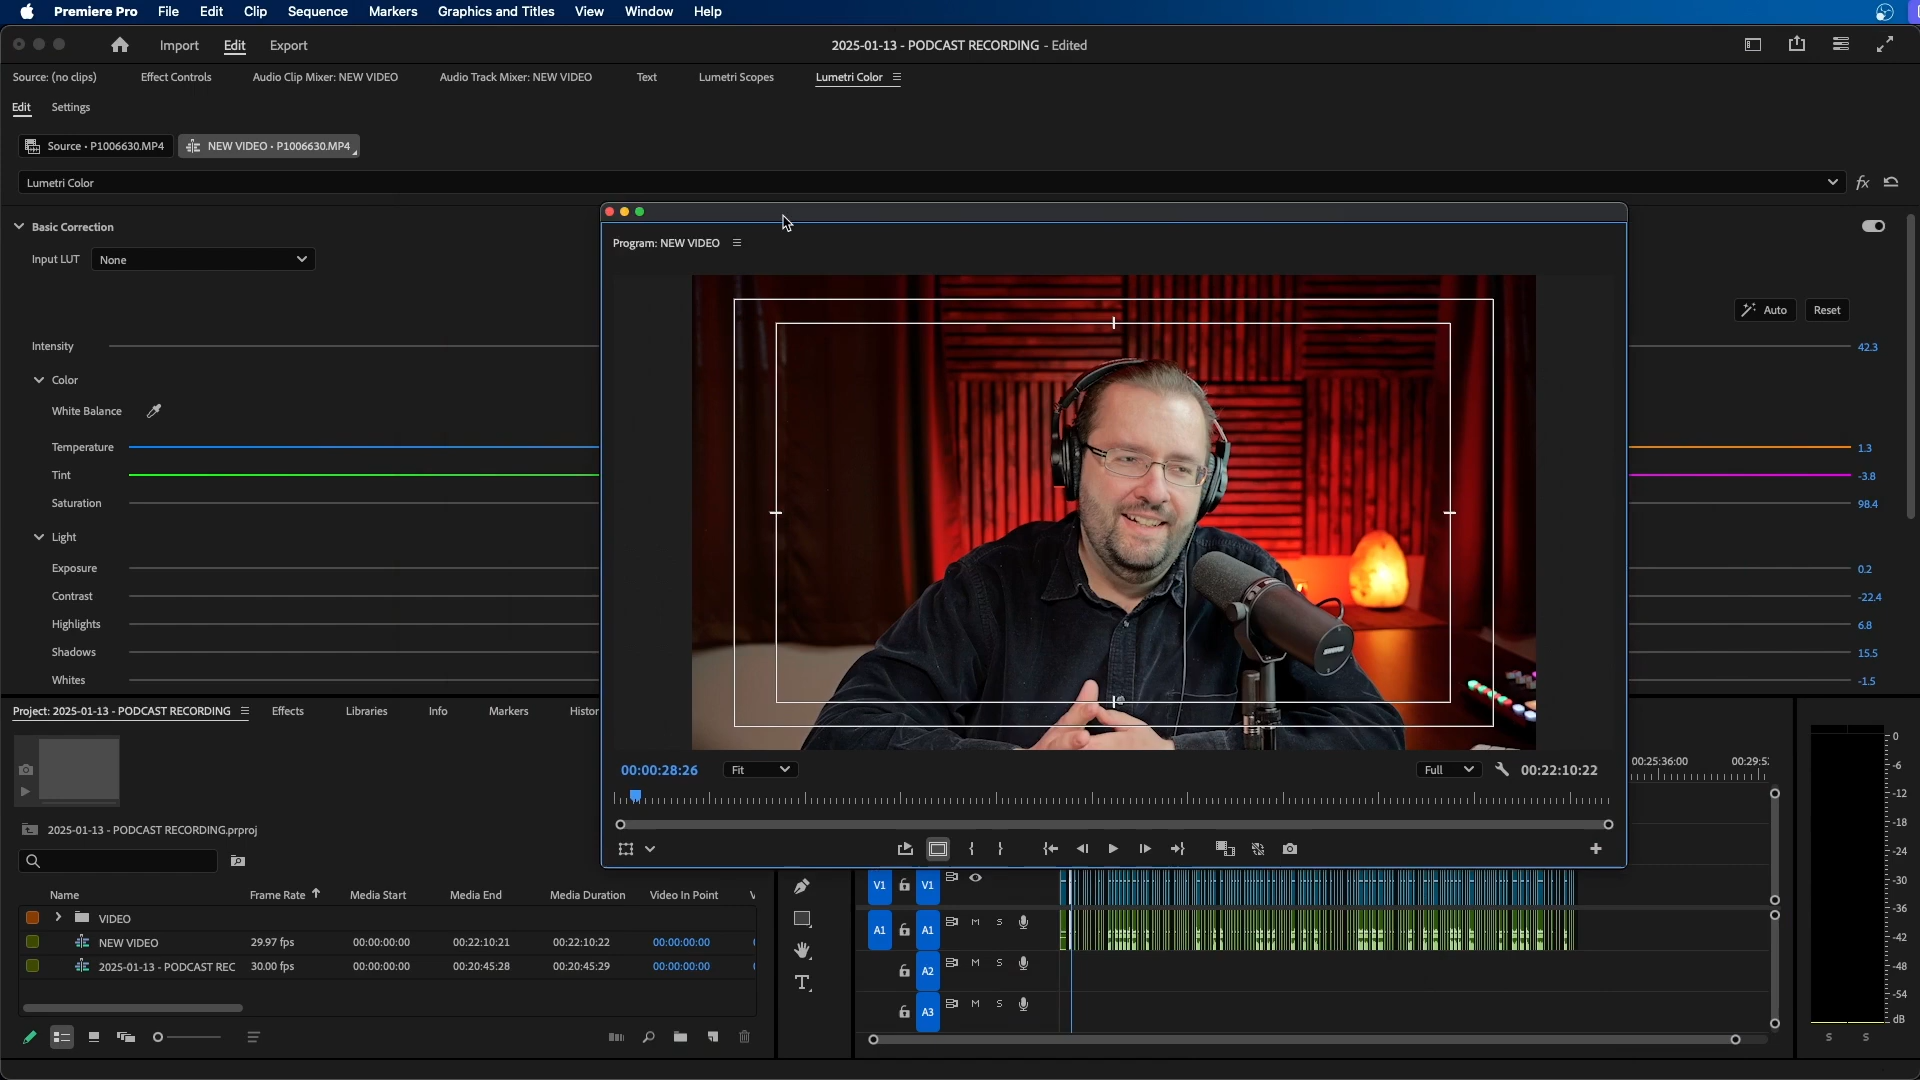 Premiere Pro File Edit Clip Sequence Markers Graphics and Titles View Window Help
Import Edit Export
2025-01-13 - PODCAST RECORDING - Edited
Source: (no clips) Effect Controls Audio Clip Mixer: NEW VIDEO Audio Track Mixer: NEW VIDEO Text Lumetri Scopes Lumetri Color
Edit Settings
Source • P1006630.MP4 NEW VIDEO • P1006630.MP4
Lumetri Color fx
Basic Correction
Input LUT None
Auto Reset
Intensity 42.3
Color
White Balance
Temperature 1.3
Tint -3.8
Saturation 98.4
Light
Exposure 0.2
Contrast -22.4
Highlights 6.8
Shadows 15.5
Whites -1.5
Program: NEW VIDEO
SHURE
00:00:28:26 Fit Full 00:22:10:22
Project: 2025-01-13 - PODCAST RECORDING Effects Libraries Info Markers Histor
2025-01-13 - PODCAST RECORDING.prproj
Name Frame Rate Media Start Media End Media Duration Video In Point V
VIDEO
NEW VIDEO 29.97 fps 00:00:00:00 00:22:10:21 00:22:10:22 00:00:00:00
2025-01-13 - PODCAST REC 30.00 fps 00:00:00:00 00:20:45:28 00:20:45:29 00:00:00:00
00:25:36:00 00:29:5
V1 V1
A1 A1 M S
A2 M S
A3 M S
0
-6
-12
-18
-24
-30
-36
-42
-48
-54
dB
S S